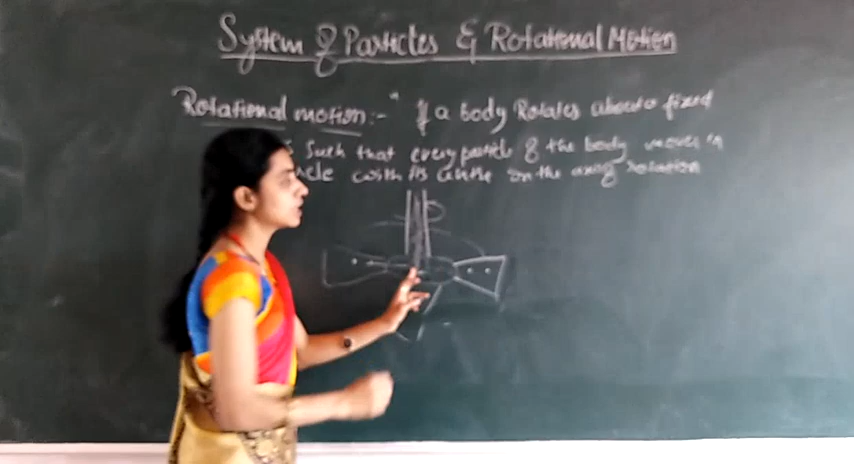 System of Particles & Rotational Motion
Rotational motion:- " If a body Rotates about a fixed
Such that every particle of the body moves in
cle with its centre on the axis of rotation